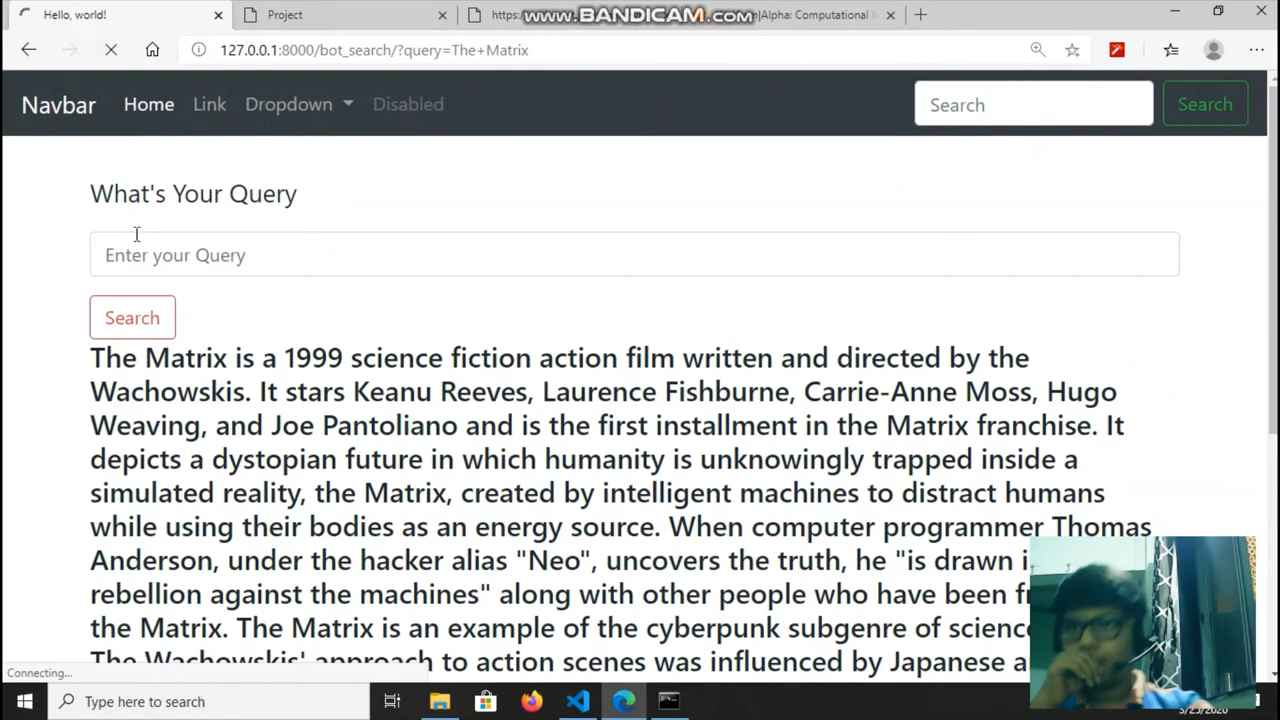 Hello, world!
Project
https:
Alpha: Computational I
www.BANDICAM.com
127.0.0.1:8000/bot_search/?query=The+Matrix
Navbar Home Link Dropdown Disabled Search Search
What's Your Query
Enter your Query
Search
The Matrix is a 1999 science fiction action film written and directed by the
Wachowskis. It stars Keanu Reeves, Laurence Fishburne, Carrie-Anne Moss, Hugo
Weaving, and Joe Pantoliano and is the first installment in the Matrix franchise. It
depicts a dystopian future in which humanity is unknowingly trapped inside a
simulated reality, the Matrix, created by intelligent machines to distract humans
while using their bodies as an energy source. When computer programmer Thomas
Anderson, under the hacker alias "Neo", uncovers the truth, he "is drawn i
rebellion against the machines" along with other people who have been fr
the Matrix. The Matrix is an example of the cyberpunk subgenre of science
The Wachowskis' approach to action scenes was influenced by Japanese a
Connecting...
Type here to search